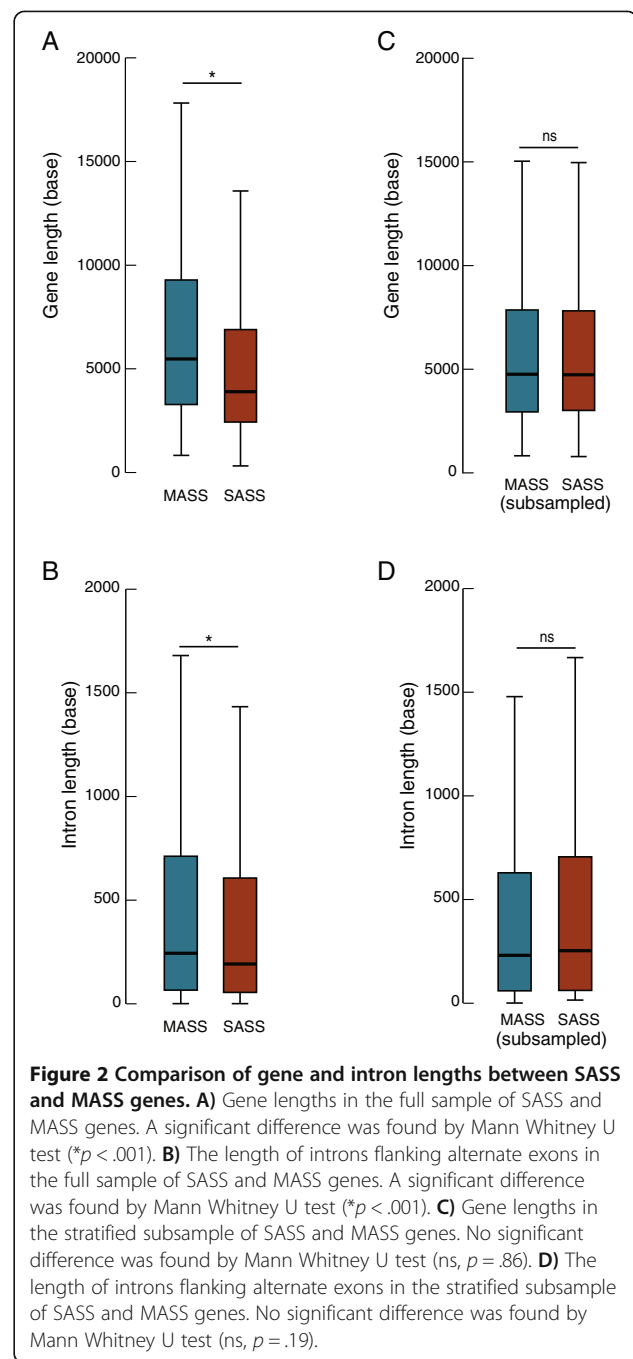 A
20000
15000
10000
5000
0
Gene length (base)
*
MASS SASS
C
20000
15000
10000
5000
0
Gene length (base)
ns
MASS SASS
(subsampled)
B
2000
1500
1000
500
0
Intron length (base)
*
MASS SASS
D
2000
1500
1000
500
0
Intron length (base)
ns
MASS SASS
(subsampled)
Figure 2 Comparison of gene and intron lengths between SASS
and MASS genes. A) Gene lengths in the full sample of SASS and
MASS genes. A significant difference was found by Mann Whitney U
test (*p < .001). B) The length of introns flanking alternate exons in
the full sample of SASS and MASS genes. A significant difference
was found by Mann Whitney U test (*p < .001). C) Gene lengths in
the stratified subsample of SASS and MASS genes. No significant
difference was found by Mann Whitney U test (ns, p = .86). D) The
length of introns flanking alternate exons in the stratified subsample
of SASS and MASS genes. No significant difference was found by
Mann Whitney U test (ns, p = .19).